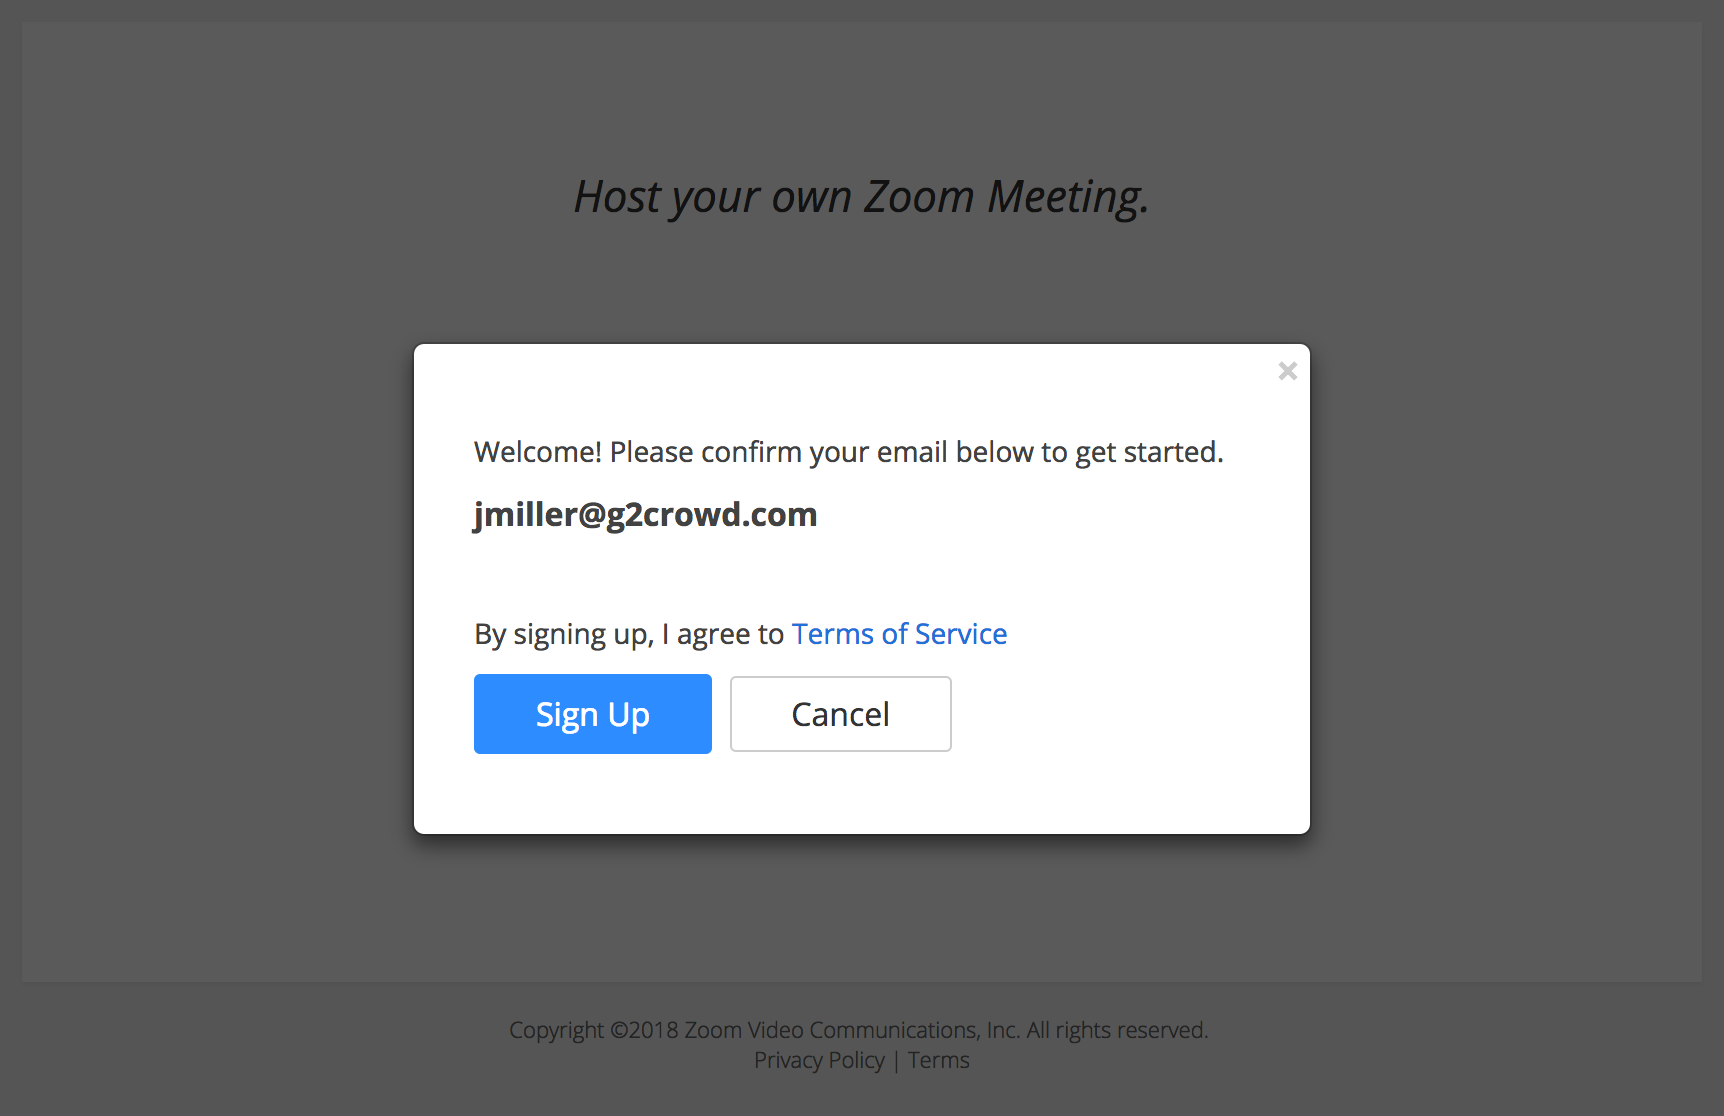 Host your own Zoom Meeting.
Welcome! Please confirm your email below to get started.
jmiller@g2crowd.com
By signing up, I agree to Terms of Service
Sign Up
Cancel
Copyright ©2018 Zoom Video Communications, Inc. All rights reserved.
Privacy Policy | Terms